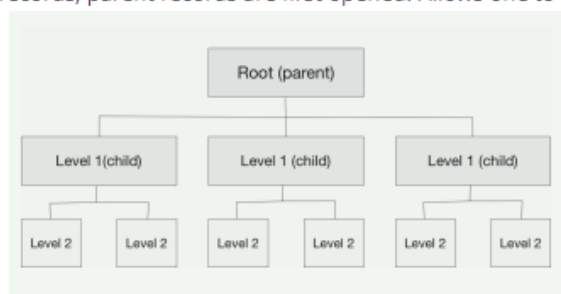 records, parent records are first opened. Allows one to
Root (parent)
Level 1(child) Level 1 (child) Level 1 (child)
Level 2 Level 2 Level 2 Level 2 Level 2 Level 2